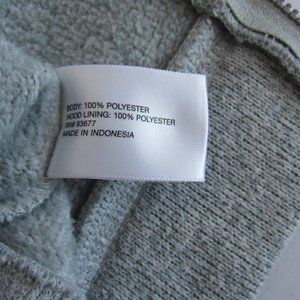 BODY: 100% POLYESTER
HOOD LINING: 100% POLYESTER
RN# 93677
MADE IN INDONESIA